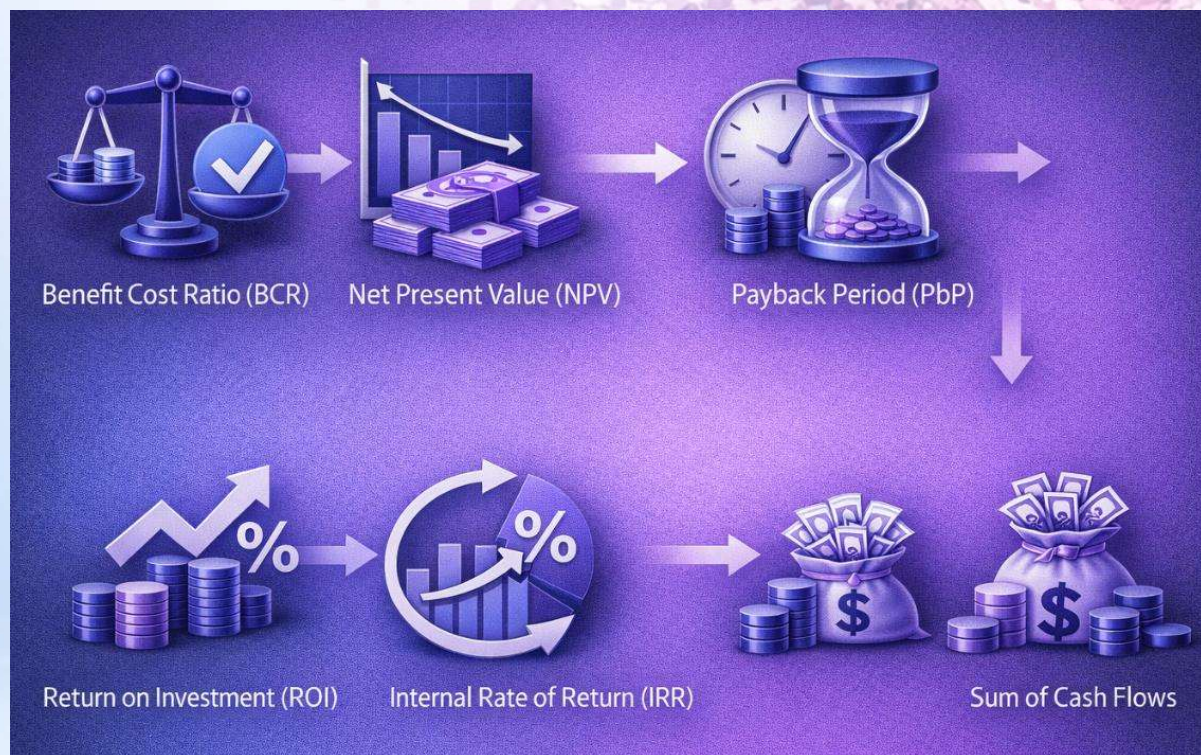 Benefit Cost Ratio (BCR)
Net Present Value (NPV)
Payback Period (PbP)
%
%
$
$
Return on Investment (ROI)
Internal Rate of Return (IRR)
Sum of Cash Flows